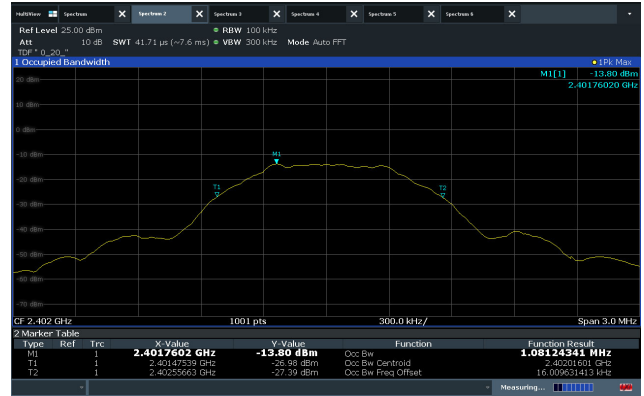 MultiView Spectrum X Spectrum 2 X Spectrum 3 X Spectrum 4 X Spectrum 5 X Spectrum 6 X
Ref Level 25.00 dBm RBW 100 kHz
Att 10 dB SWT 41.71 µs (~7.6 ms) VBW 300 kHz Mode Auto FFT
TDF "0_20_"
1 Occupied Bandwidth 1Pk Max
M1[1] -13.80 dBm
2.40176020 GHz
20 dBm
10 dBm
0 dBm
-10 dBm
M1
-20 dBm
T1 T2
-30 dBm
-40 dBm
-50 dBm
-60 dBm
-70 dBm
CF 2.402 GHz 1001 pts 300.0 kHz/ Span 3.0 MHz
2 Marker Table
Type Ref Trc X-Value Y-Value Function Function Result
M1 1 2.4017602 GHz -13.80 dBm Occ Bw 1.08124341 MHz
T1 1 2.40147539 GHz -26.98 dBm Occ Bw Centroid 2.40201601 GHz
T2 1 2.40255663 GHz -27.39 dBm Occ Bw Freq Offset 16.009631413 kHz
Measuring...